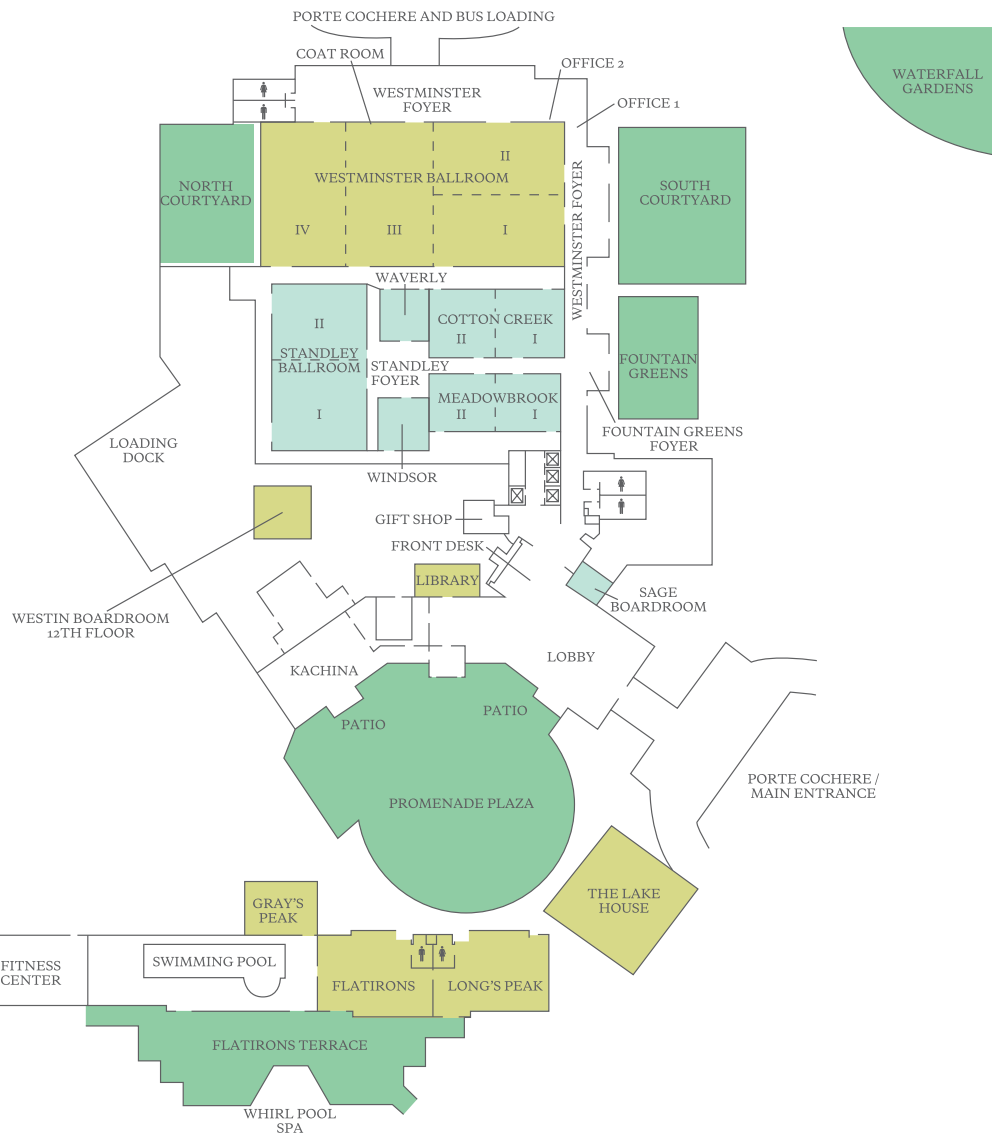 PORTE COCHERE AND BUS LOADING
COAT ROOM
OFFICE 2
WATERFALL
GARDENS
WESTMINSTER
FOYER
OFFICE 1
II
WESTMINSTER BALLROOM
NORTH
COURTYARD
SOUTH
COURTYARD
WESTMINSTER FOYER
IV
III
I
WAVERLY
COTTON CREEK
II
I
II
STANDLEY
BALLROOM
I
STANDLEY
FOYER
FOUNTAIN
GREENS
MEADOWBROOK
II
I
FOUNTAIN GREENS
FOYER
LOADING
DOCK
WINDSOR
GIFT SHOP
FRONT DESK
LIBRARY
SAGE
BOARDROOM
WESTIN BOARDROOM
12TH FLOOR
KACHINA
LOBBY
PATIO
PATIO
PORTE COCHERE /
MAIN ENTRANCE
PROMENADE PLAZA
THE LAKE
HOUSE
GRAY'S
PEAK
FITNESS
CENTER
SWIMMING POOL
FLATIRONS
LONG'S PEAK
FLATIRONS TERRACE
WHIRL POOL
SPA